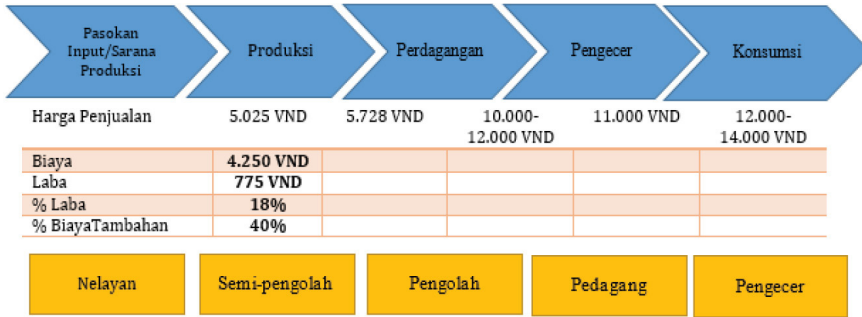 Pasokan
Input/Sarana
Produksi
Produksi
Perdagangan
Pengecer
Konsumsi
Harga Penjualan 5.025 VND 5.728 VND 10.000- 11.000 VND 12.000-
12.000 VND 14.000 VND
Biaya 4.250 VND
Laba 775 VND
% Laba 18%
% BiayaTambahan 40%
Nelayan
Semi-pengolah
Pengolah
Pedagang
Pengecer